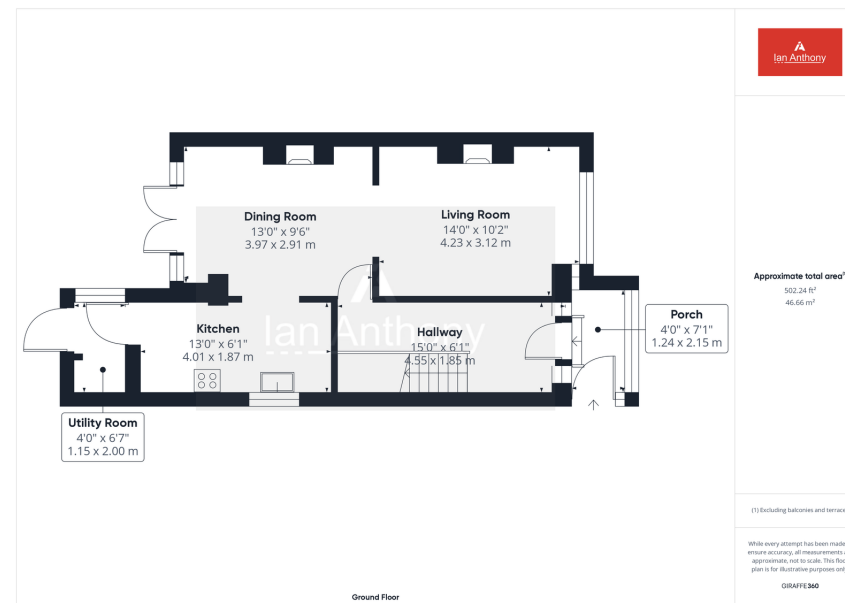 Ian Anthony
Dining Room
13'0" x 9'6"
3.97 x 2.91 m
Living Room
14'0" x 10'2"
4.23 x 3.12 m
Kitchen
13'0" x 6'1"
4.01 x 1.87 m
Hallway
15'0" x 6'1"
4.55 x 1.85 m
Ian Anthony
Porch
4'0" x 7'1"
1.24 x 2.15 m
Utility Room
4'0" x 6'7"
1.15 x 2.00 m
Ground Floor
Approximate total area
502.24 ft²
46.66 m²
(1) Excluding balconies and terrace
While every attempt has been made
ensure accuracy, all measurements
approximate, not to scale. This floo
plan is for illustrative purposes onl
GIRAFFE360